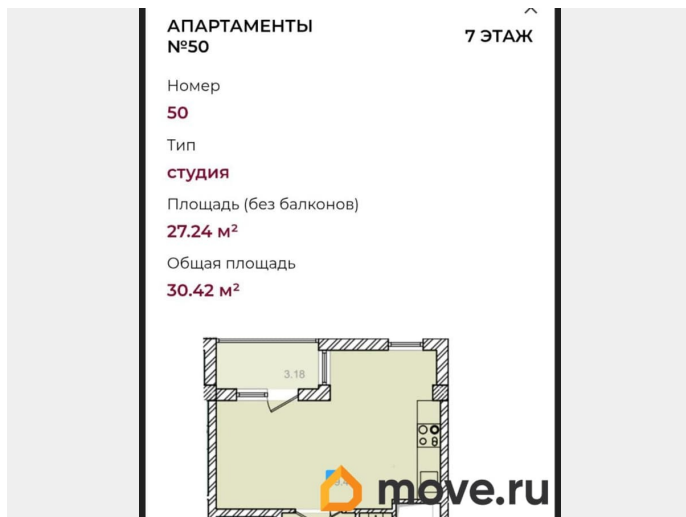 АПАРТАМЕНТЫ
№50
7 ЭТАЖ
Номер
50
Тип
студия
Площадь (без балконов)
27.24 м²
Общая площадь
30.42 м²
3.18
move.ru